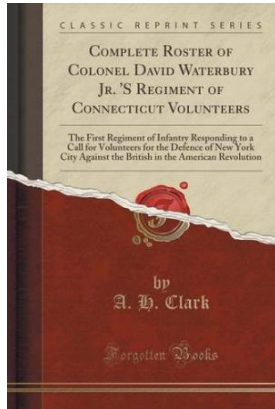 CLASSIC REPRINT SERIES
COMPLETE ROSTER OF
COLONEL DAVID WATERBURY
JR. 'S REGIMENT OF
CONNECTICUT VOLUNTEERS
The First Regiment of Infantry Responding to a
Call for Volunteers for the Defence of New York
City Against the British in the American Revolution
by
A. H. Clark
Forgotten Books